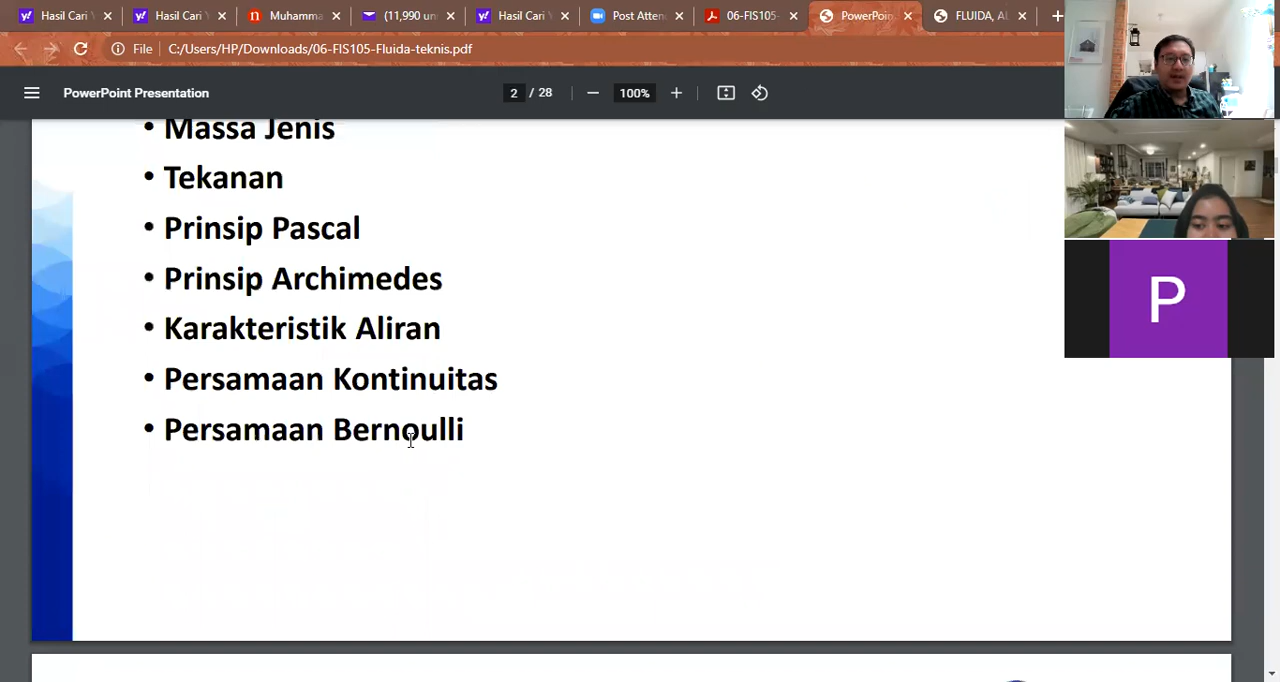 Hasil Cari Y
Hasil Cari Y
Muhamma
(11,990 un
Hasil Cari Y
Post Atten
06-FIS105-
PowerPoin
FLUIDA, AL
File
C:/Users/HP/Downloads/06-FIS105-Fluida-teknis.pdf
PowerPoint Presentation
2 / 28
100%
• Massa Jenis
• Tekanan
• Prinsip Pascal
• Prinsip Archimedes
• Karakteristik Aliran
• Persamaan Kontinuitas
• Persamaan Bernoulli
P